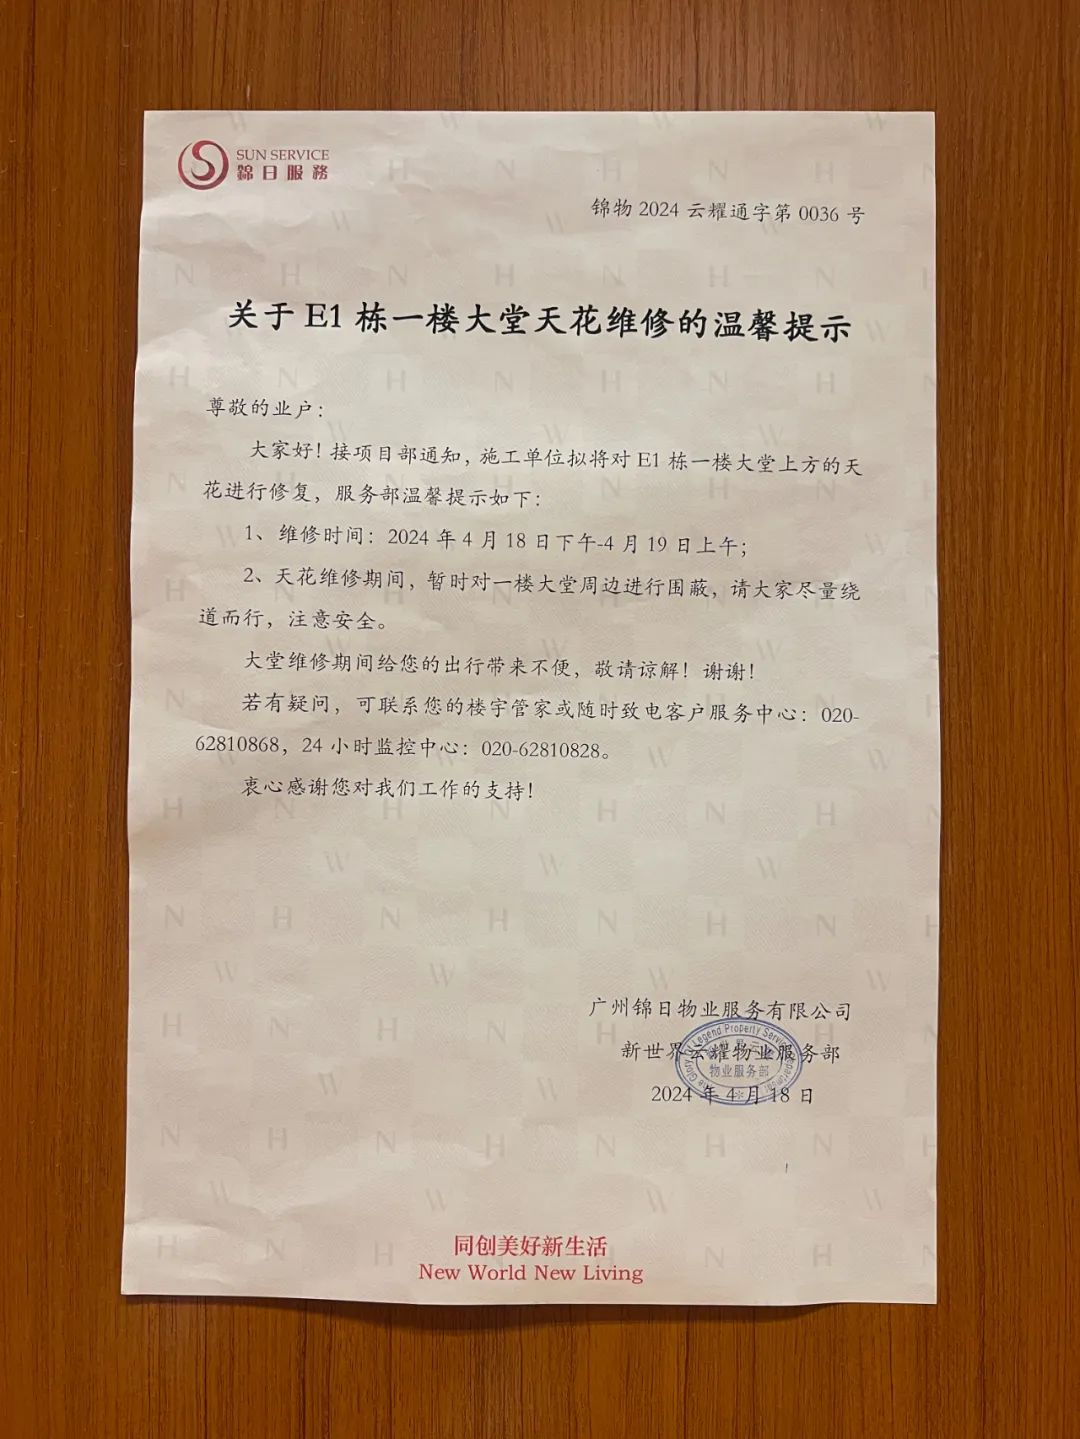 SUN SERVICE
錦日服務
锦物 2024 云耀通字第 0036 号
关于 E1 栋一楼大堂天花维修的温馨提示
尊敬的业户：
大家好！接项目部通知，施工单位拟将对 E1 栋一楼大堂上方的天
花进行修复，服务部温馨提示如下：
1、维修时间：2024 年 4 月 18 日下午-4 月 19 日上午；
2、天花维修期间，暂时对一楼大堂周边进行围蔽，请大家尽量绕
道而行，注意安全。
大堂维修期间给您的出行带来不便，敬请谅解！谢谢！
若有疑问，可联系您的楼宇管家或随时致电客户服务中心：020-
62810868，24 小时监控中心：020-62810828。
衷心感谢您对我们工作的支持！
广州锦日物业服务有限公司
新世界云耀物业服务部
物业服务部
2024 年 4 月 18 日
同创美好新生活
New World New Living